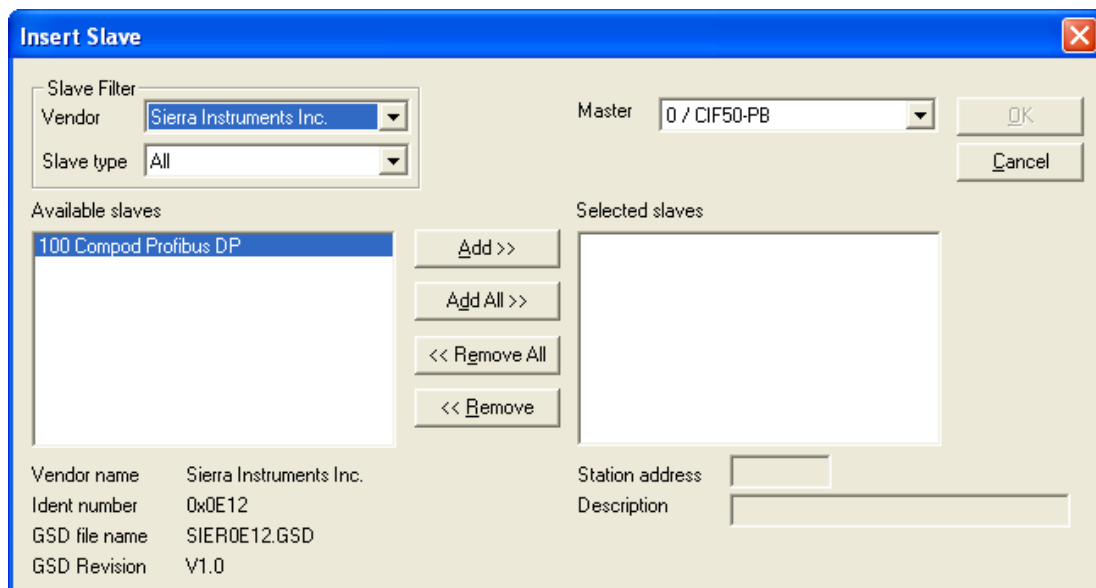 Insert Slave
Slave Filter
Vendor Sierra Instruments Inc. Master 0 / CIF50-PB OK
Slave type All Cancel
Available slaves Selected slaves
100 Compod Profibus DP
Add >>
Add All >>
<< Remove All
<< Remove
Vendor name Sierra Instruments Inc. Station address
Ident number 0x0E12 Description
GSD file name SIER0E12.GSD
GSD Revision V1.0